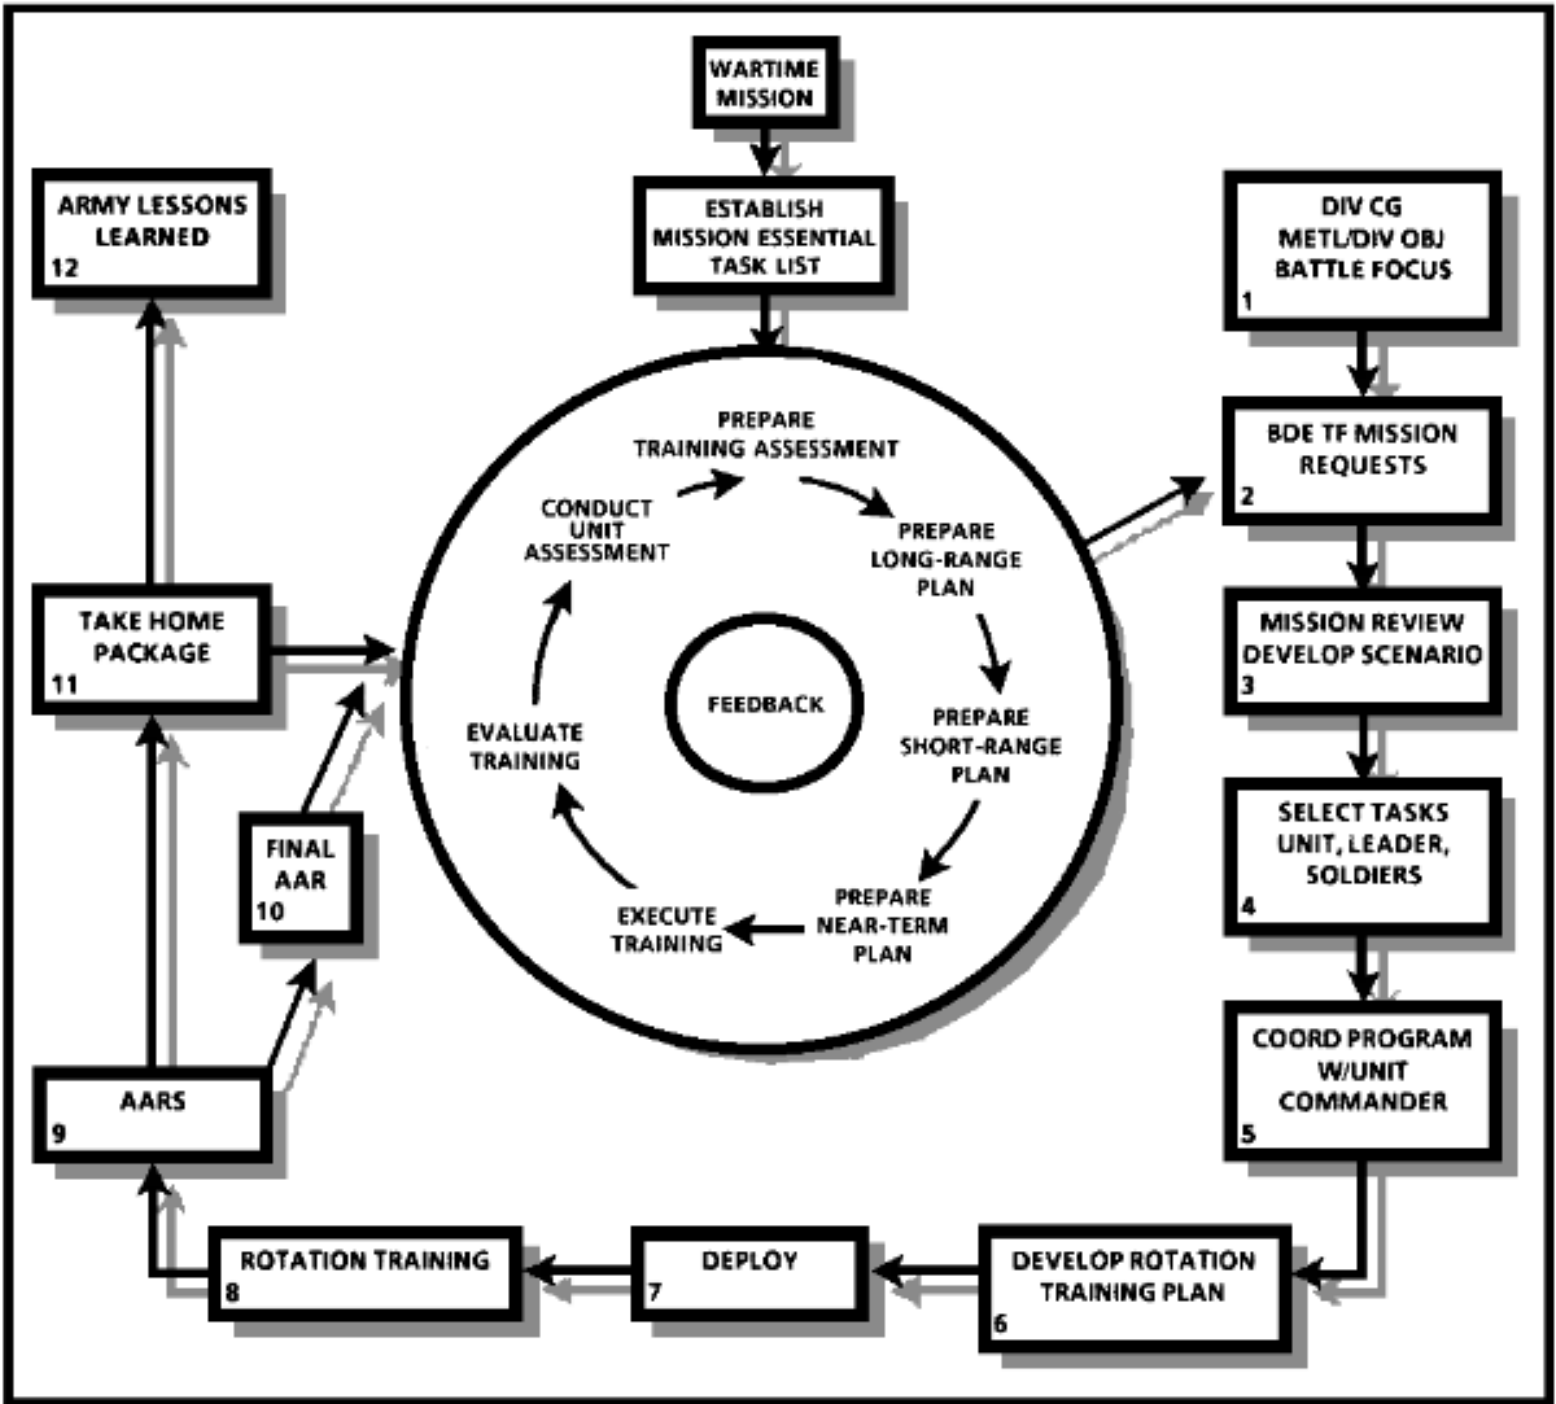 WARTIME
MISSION
ESTABLISH
MISSION ESSENTIAL
TASK LIST
ARMY LESSONS
LEARNED
12
DIV CG
METL/DIV OBJ
BATTLE FOCUS
1
BDE TF MISSION
REQUESTS
2
MISSION REVIEW
DEVELOP SCENARIO
3
SELECT TASKS
UNIT, LEADER,
SOLDIERS
4
COORD PROGRAM
W/UNIT
COMMANDER
5
DEVELOP ROTATION
TRAINING PLAN
6
DEPLOY
7
ROTATION TRAINING
8
AARS
9
FINAL
AAR
10
TAKE HOME
PACKAGE
11
PREPARE
TRAINING ASSESSMENT
PREPARE
LONG-RANGE
PLAN
PREPARE
SHORT-RANGE
PLAN
PREPARE
NEAR-TERM
PLAN
EXECUTE
TRAINING
EVALUATE
TRAINING
CONDUCT
UNIT
ASSESSMENT
FEEDBACK